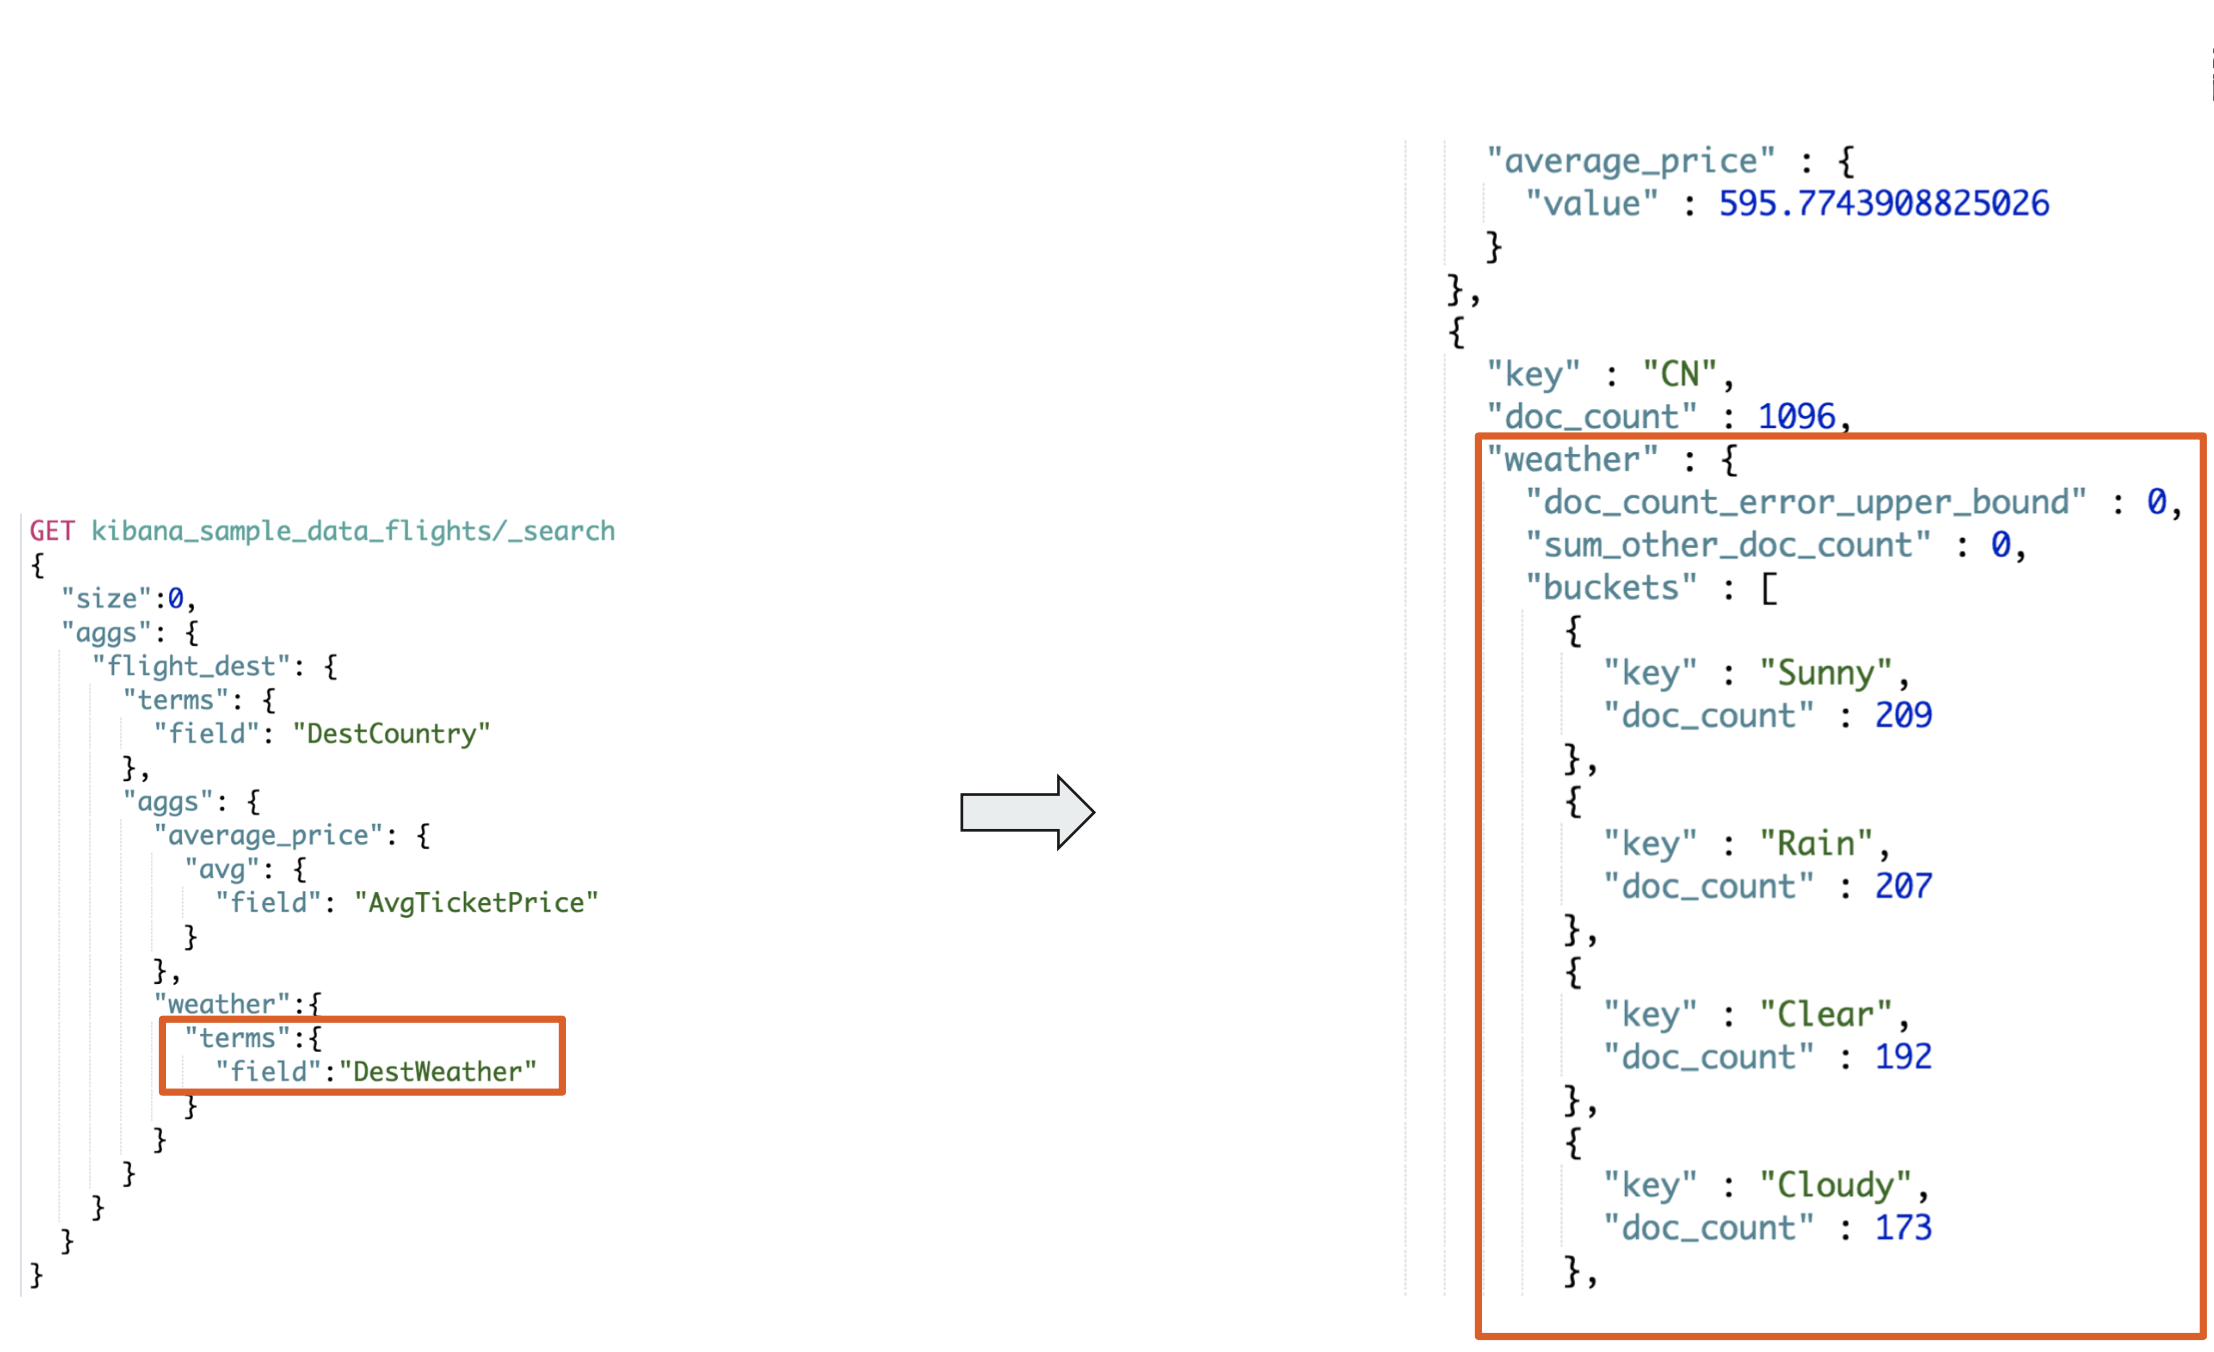 GET kibana_sample_data_flights/_search
{
  "size":0,
  "aggs": {
    "flight_dest": {
      "terms": {
        "field": "DestCountry"
      },
      "aggs": {
        "average_price": {
          "avg": {
            "field": "AvgTicketPrice"
          }
        },
        "weather":{
          "terms":{
            "field":"DestWeather"
          }
        }
      }
    }
  }
}
"average_price" : {
  "value" : 595.7743908825026
}
},
{
"key" : "CN",
"doc_count" : 1096,
"weather" : {
  "doc_count_error_upper_bound" : 0,
  "sum_other_doc_count" : 0,
  "buckets" : [
    {
      "key" : "Sunny",
      "doc_count" : 209
    },
    {
      "key" : "Rain",
      "doc_count" : 207
    },
    {
      "key" : "Clear",
      "doc_count" : 192
    },
    {
      "key" : "Cloudy",
      "doc_count" : 173
    },